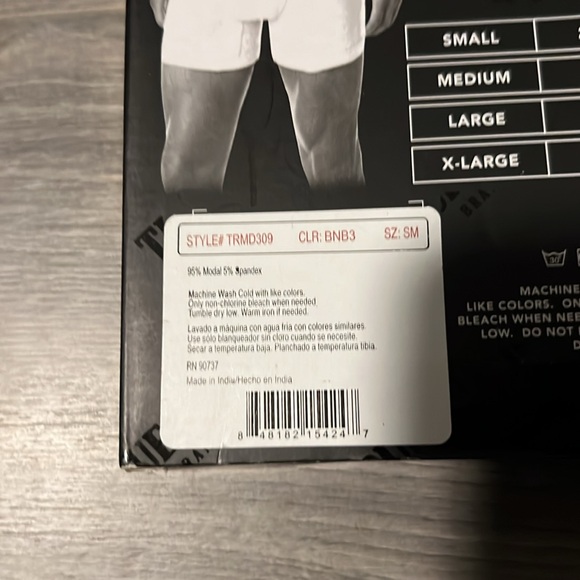 SMALL
MEDIUM
LARGE
X-LARGE
STYLE# TRMD309 CLR: BNB3 SZ: SM
95% Modal 5% Spandex
Machine Wash Cold with like colors.
Only non-chlorine bleach when needed
Tumble dry low. Warm iron if needed.
Lavado a máquina con agua fria con colores similares.
Use sólo blanqueador sin cloro cuando se necesite.
Secar a temperatura baja. Planchado a temperatura tibia.
RN 90737
Made in India/Hecho en India
8 48182 15424 7
30°
MACHINE
LIKE COLORS. ON
BLEACH WHEN NEE
LOW. DO NOT